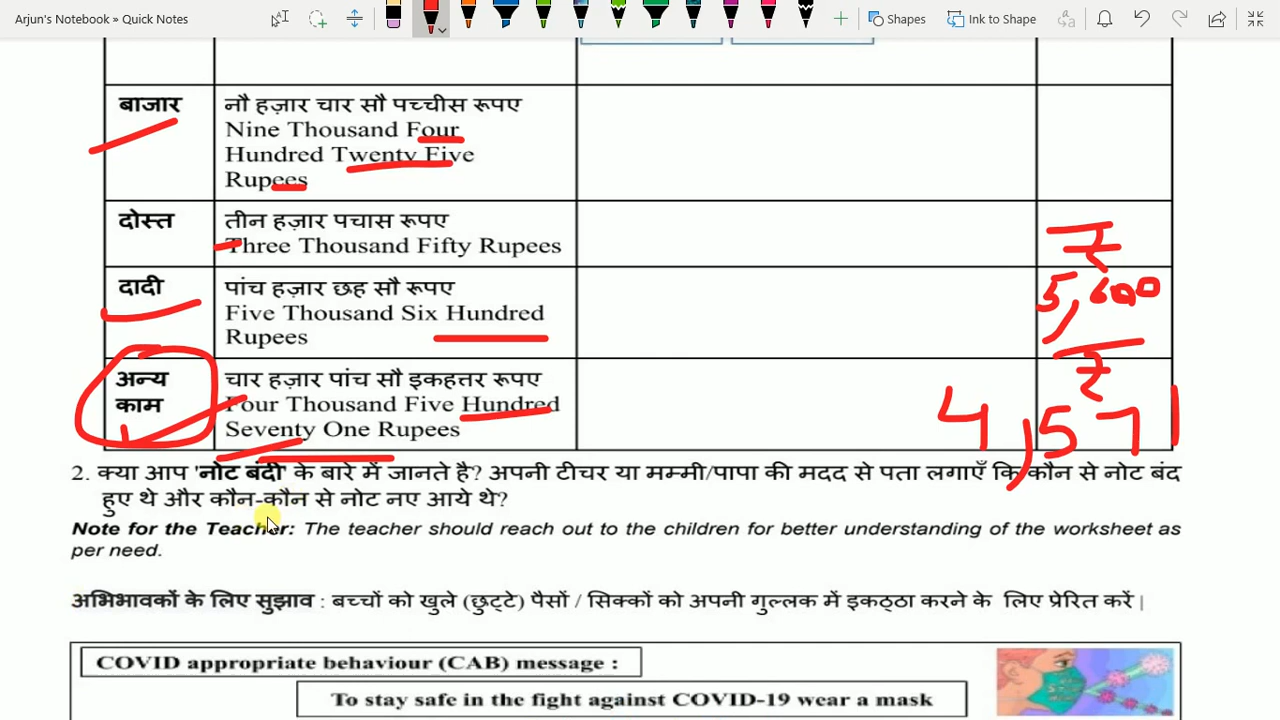 Arjun's Notebook » Quick Notes
Shapes
Ink to Shape
बाजार
नौ हज़ार चार सौ पच्चीस रूपए
Nine Thousand Four
Hundred Twenty Five
Rupees
दोस्त
तीन हज़ार पचास रूपए
Three Thousand Fifty Rupees
₹
दादी
पांच हज़ार छह सौ रूपए
Five Thousand Six Hundred
Rupees
5,600
अन्य
काम
चार हज़ार पांच सौ इकहत्तर रूपए
Four Thousand Five Hundred
Seventy One Rupees
₹
4,571
2. क्या आप 'नोट बंदी' के बारे में जानते है? अपनी टीचर या मम्मी/पापा की मदद से पता लगाएँ कि कौन से नोट बंद
हुए थे और कौन-कौन से नोट नए आये थे?
Note for the Teacher: The teacher should reach out to the children for better understanding of the worksheet as
per need.
अभिभावकों के लिए सुझाव : बच्चों को खुले (छुट्टे) पैसों / सिक्कों को अपनी गुल्लक में इकठ्ठा करने के लिए प्रेरित करें |
COVID appropriate behaviour (CAB) message :
To stay safe in the fight against COVID-19 wear a mask